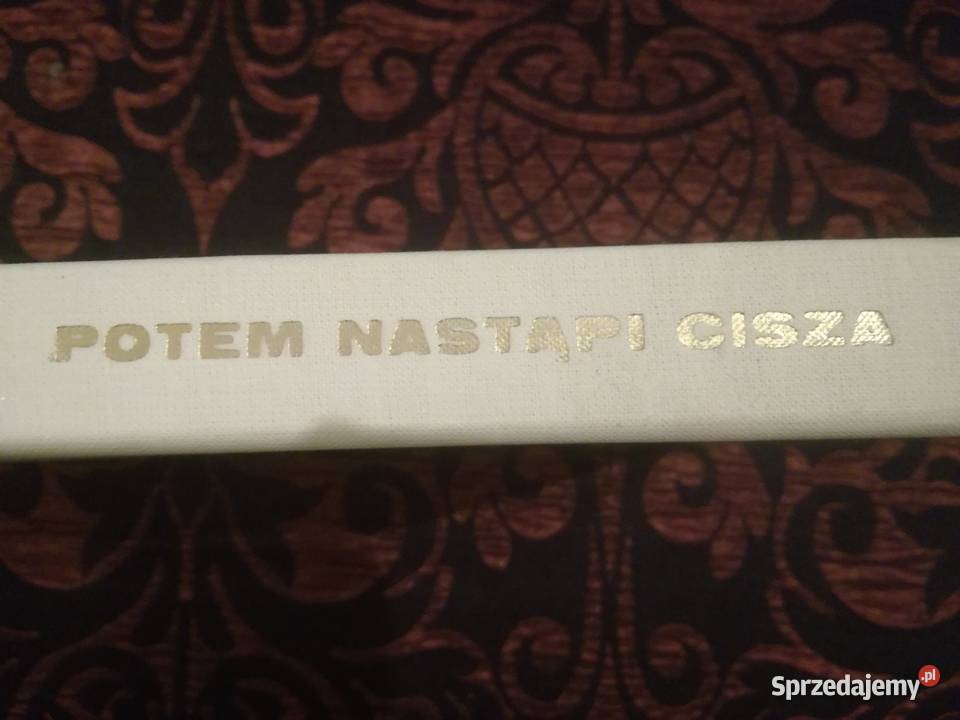 POTEM NASTĄPI CISZA
Sprzedajemy.pl